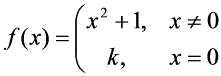 f(x) = ( x² + 1, x ≠ 0
k, x = 0